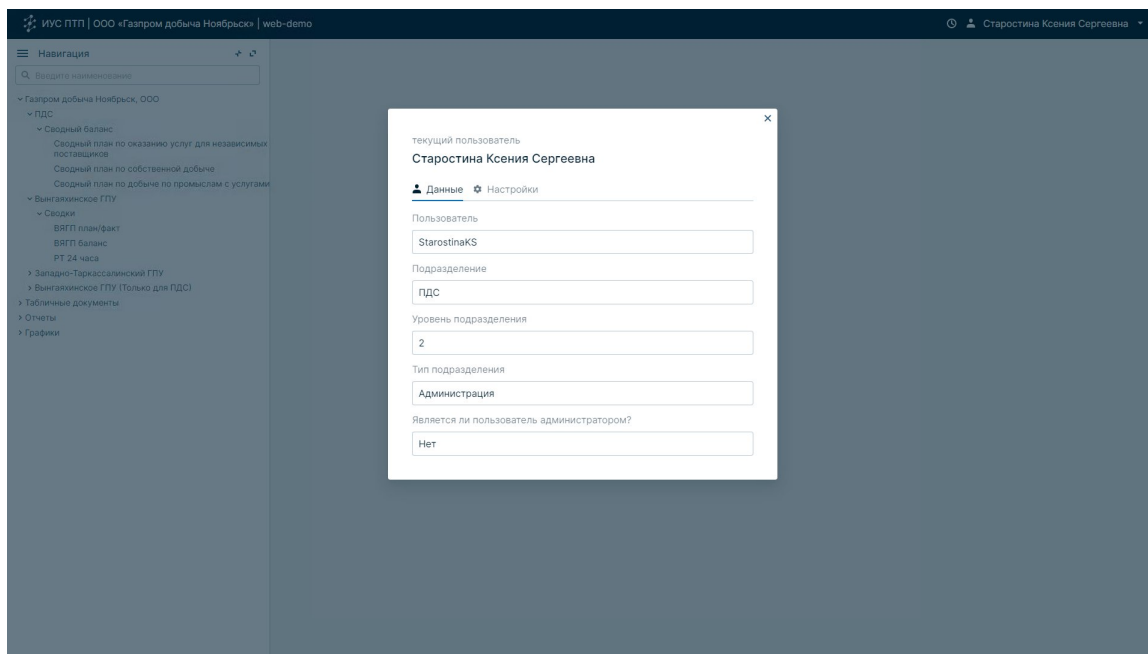 ИУС ПТП | ООО «Газпром добыча Ноябрьск» | web-demo
Старостина Ксения Сергеевна
Навигация
Введите наименование
Газпром добыча Ноябрьск, ООО
ПДС
Сводный баланс
Сводный план по оказанию услуг для независимых
поставщиков
Сводный план по собственной добыче
Сводный план по добыче по промыслам с услугами
Вынгаяхинское ГПУ
Сводки
ВЯГП план/факт
ВЯГП баланс
РТ 24 часа
Западно-Таркассалинский ГПУ
Вынгаяхинское ГПУ (Только для ПДС)
Табличные документы
Отчеты
Графики
текущий пользователь
Старостина Ксения Сергеевна
Данные
Настройки
Пользователь
StarostinaKS
Подразделение
ПДС
Уровень подразделения
2
Тип подразделения
Администрация
Является ли пользователь администратором?
Нет